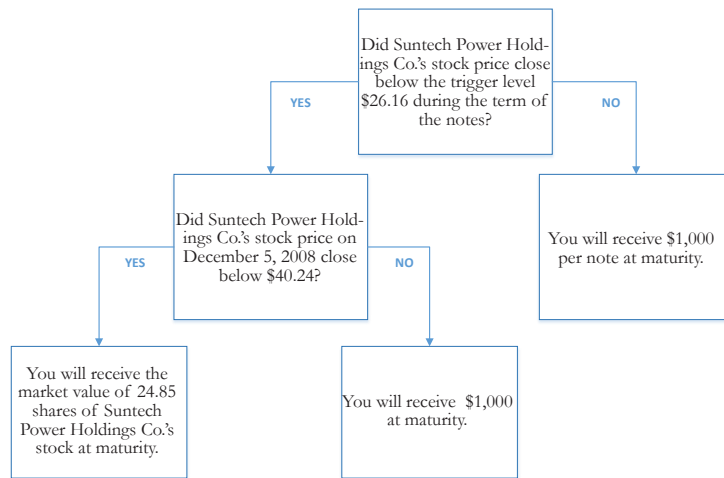 Did Suntech Power Hold-
ings Co.'s stock price close
below the trigger level
$26.16 during the term of
the notes?
YES
NO
Did Suntech Power Hold-
ings Co.'s stock price on
December 5, 2008 close
below $40.24?
You will receive $1,000
per note at maturity.
YES
NO
You will receive the
market value of 24.85
shares of Suntech
Power Holdings Co.'s
stock at maturity.
You will receive $1,000
at maturity.